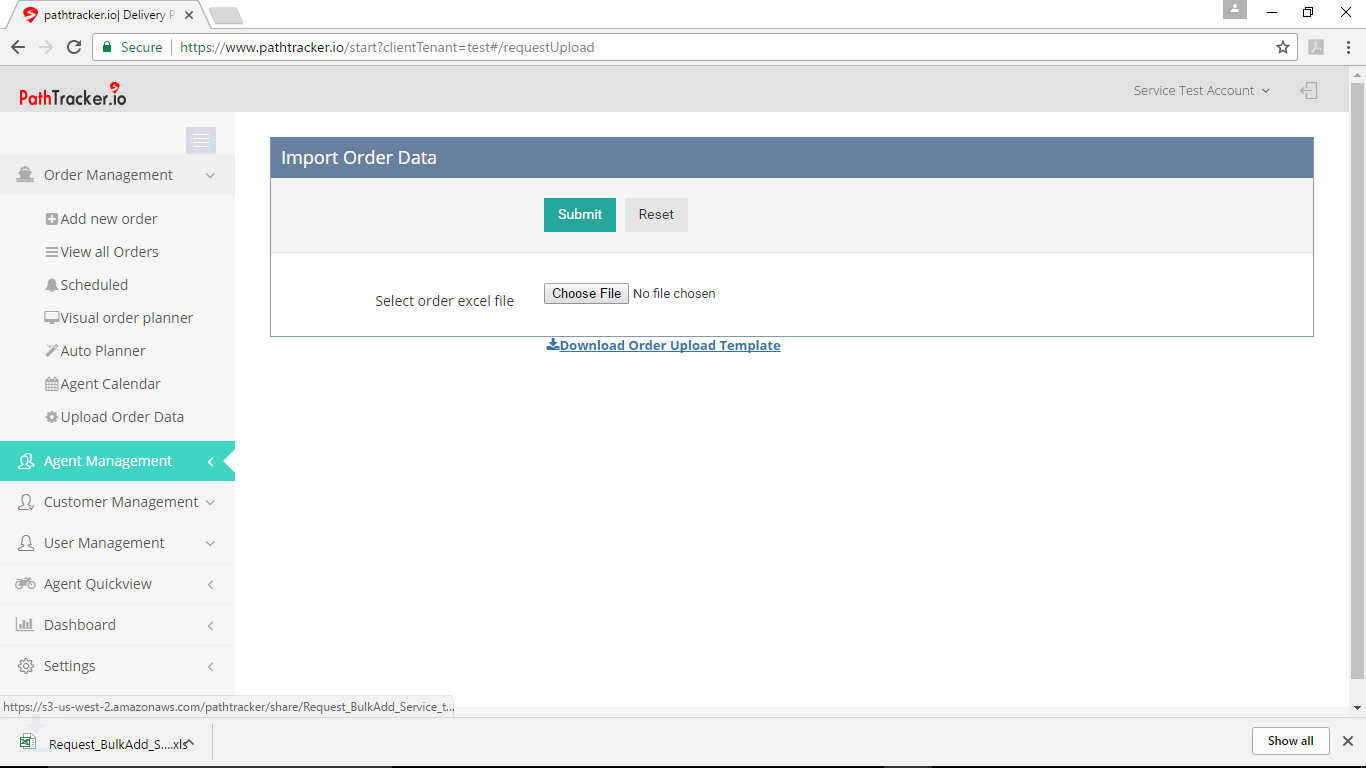 pathtracker.io| Delivery P
Secure https://www.pathtracker.io/start?clientTenant=test#/requestUpload
PathTracker.io
Service Test Account
Import Order Data
Order Management
Submit Reset
Add new order
View all Orders
Scheduled
Select order excel file Choose File No file chosen
Visual order planner
Download Order Upload Template
Auto Planner
Agent Calendar
Upload Order Data
Agent Management
Customer Management
User Management
Agent Quickview
Dashboard
Settings
https://s3-us-west-2.amazonaws.com/pathtracker/share/Request_BulkAdd_Service_t...
Request_BulkAdd_S....xls
Show all